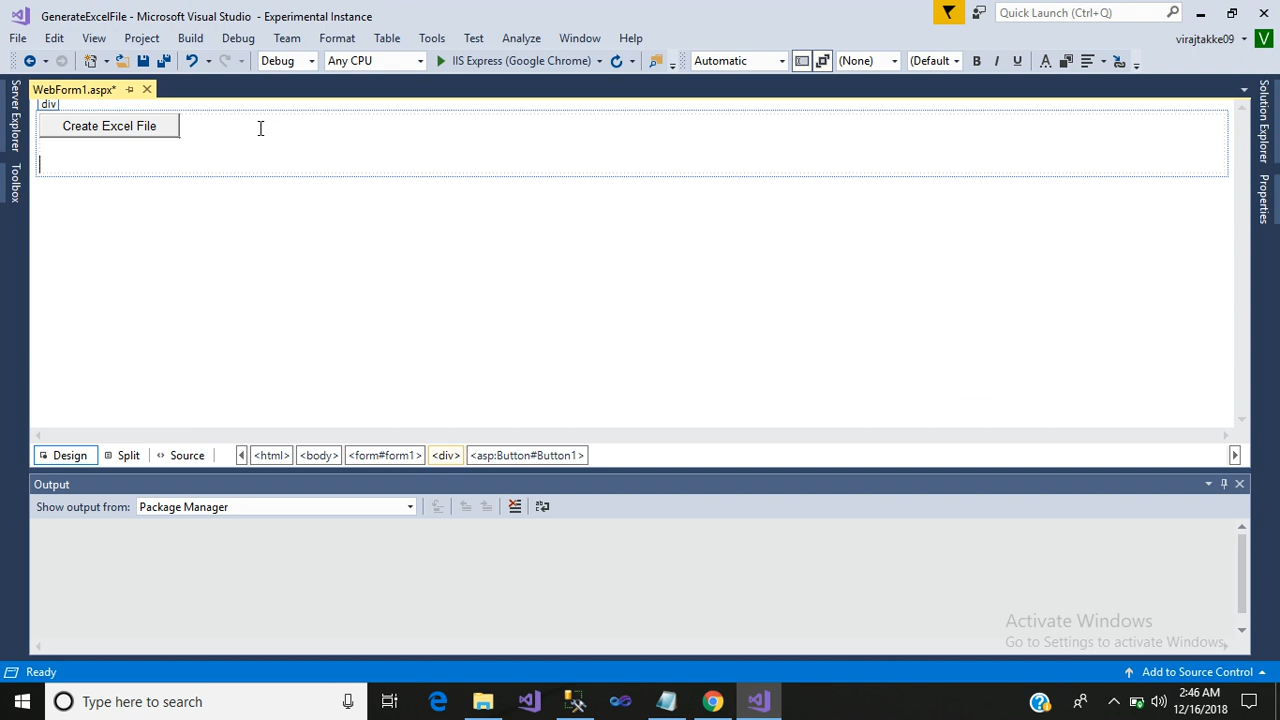 GenerateExcelFile - Microsoft Visual Studio - Experimental Instance
Quick Launch (Ctrl+Q)
File Edit View Project Build Debug Team Format Table Tools Test Analyze Window Help
virajtakke09 V
Debug Any CPU IIS Express (Google Chrome) Automatic (None) (Default B I U A
WebForm1.aspx*
div
Create Excel File
Server Explorer
Toolbox
Solution Explorer
Properties
Design Split Source <html> <body> <form#form1> <div> <asp:Button#Button1>
Output
Show output from: Package Manager
Activate Windows
Go to Settings to activate Windows.
Ready
Add to Source Control
Type here to search
2:46 AM
12/16/2018